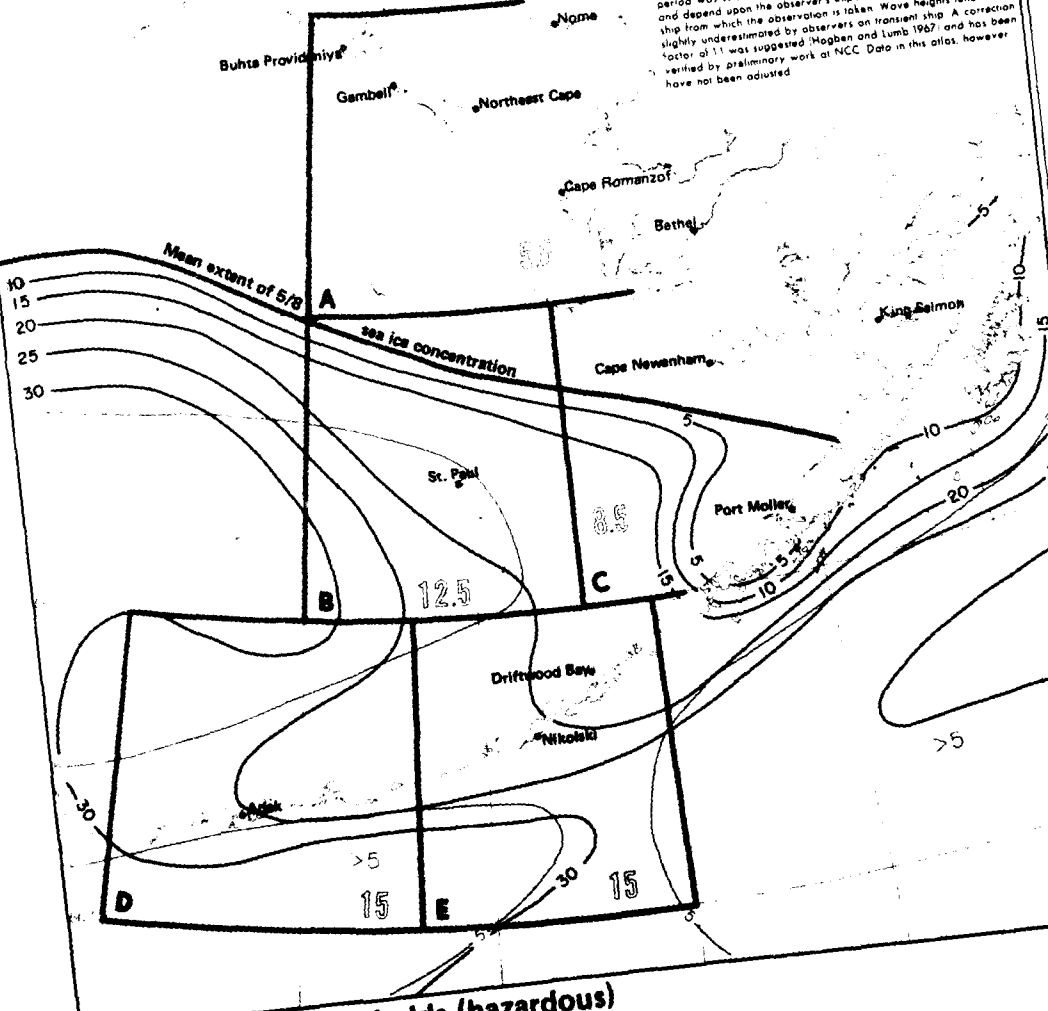 and depend upon the observer's
ship from which the observation is taken. Wave heights
slightly underestimated by observers on transient ship. A correction
factor of 1.1 was suggested (Hogben and Lumb 1967) and has been
verified by preliminary work at NCC. Data in this atlas, however
have not been adjusted.
Nome
Buhta Provideniya
Gambell
Northeast Cape
Cape Romanzof
Bethel
5
Mean extent of 5/8
sea ice concentration
10
15
20
25
30
A
10
15
King Salmon
Cape Newenham
5
10
20
St. Paul
8.5
Port Moller
5
5
15
10
B
12.5
C
Driftwood Bay
Nikolski
>5
30
Adak
>5
30
D
15
E
15
5
5
(hazardous)